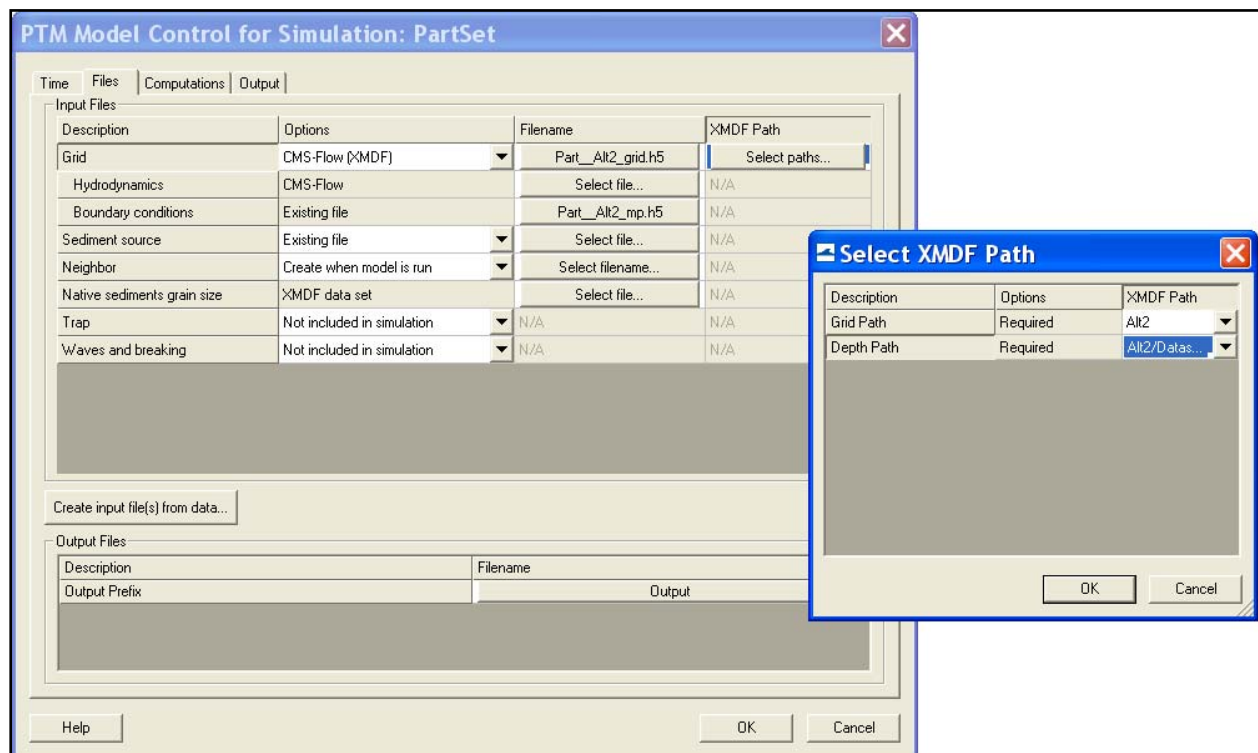 PTM Model Control for Simulation: PartSet
Time Files Computations Output
Input Files
Description Options Filename XMDF Path
Grid CMS-Flow (XMDF) Part__Alt2_grid.h5 Select paths...
Hydrodynamics CMS-Flow Select file... N/A
Boundary conditions Existing file Part__Alt2_mp.h5 N/A
Sediment source Existing file Select file... N/A
Neighbor Create when model is run Select filename... N/A
Native sediments grain size XMDF data set Select file... N/A
Trap Not included in simulation N/A N/A
Waves and breaking Not included in simulation N/A N/A
Create input file(s) from data...
Output Files
Description Filename
Output Prefix Output
Help OK Cancel
Select XMDF Path
Description Options XMDF Path
Grid Path Required Alt2
Depth Path Required Alt2/Datas...
OK Cancel